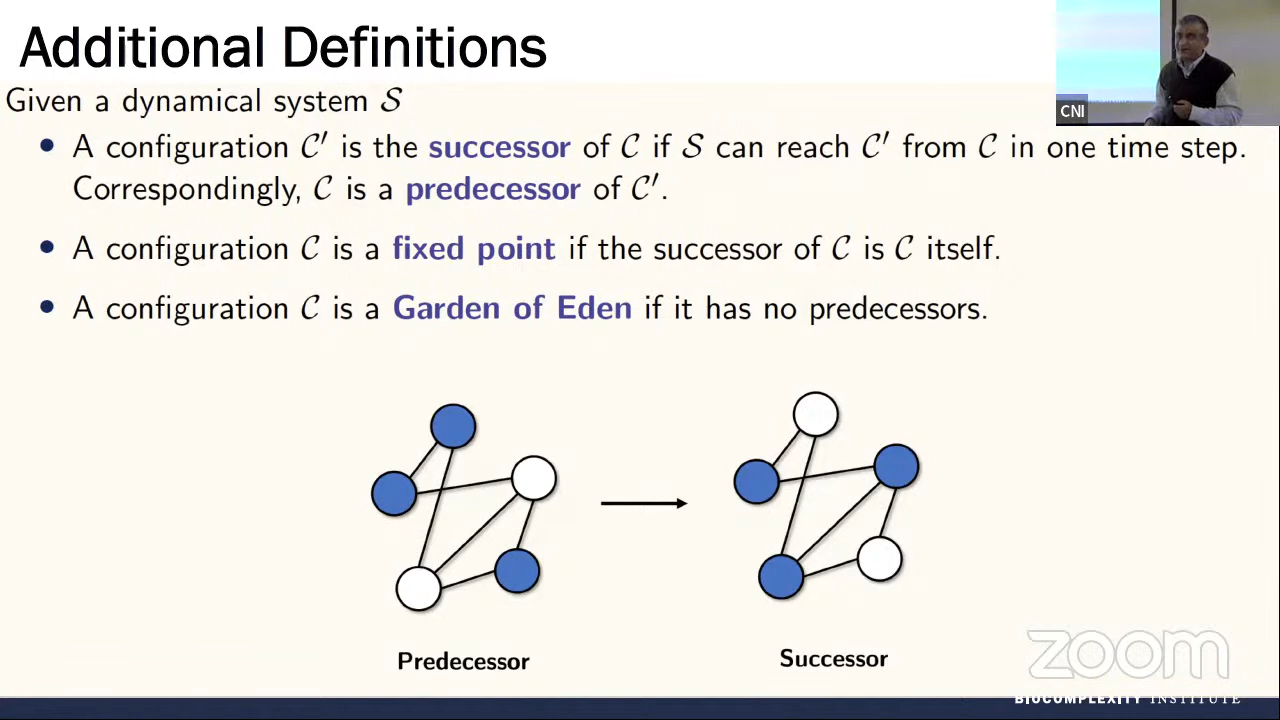 Additional Definitions
CNI
Given a dynamical system 𝒮
• A configuration 𝒞′ is the successor of 𝒞 if 𝒮 can reach 𝒞′ from 𝒞 in one time step.
Correspondingly, 𝒞 is a predecessor of 𝒞′.
• A configuration 𝒞 is a fixed point if the successor of 𝒞 is 𝒞 itself.
• A configuration 𝒞 is a Garden of Eden if it has no predecessors.
Predecessor
Successor
zoom
BIOCOMPLEXITY INSTITUTE